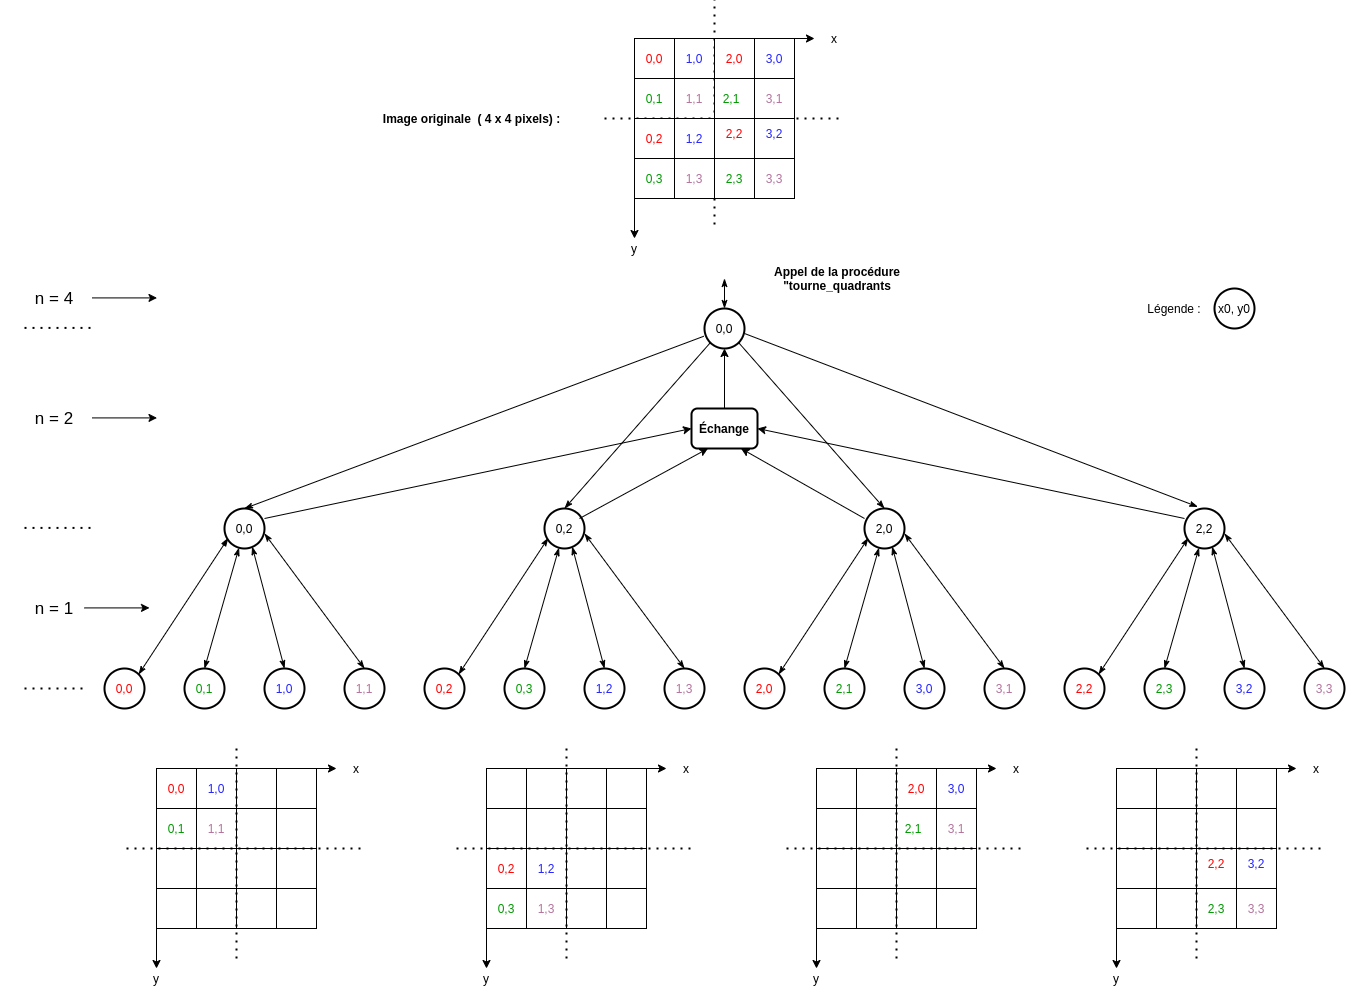 x
0,0 1,0 2,0 3,0
0,1 1,1 2,1 3,1
Image originale ( 4 x 4 pixels) :
0,2 1,2 2,2 3,2
0,3 1,3 2,3 3,3
y
Appel de la procédure
"tourne_quadrants
n = 4
Légende : x0, y0
0,0
n = 2
Échange
0,0 0,2 2,0 2,2
n = 1
0,0 0,1 1,0 1,1 0,2 0,3 1,2 1,3 2,0 2,1 3,0 3,1 2,2 2,3 3,2 3,3
x x x x
0,0 1,0 2,0 3,0
0,1 1,1 2,1 3,1
0,2 1,2 2,2 3,2
0,3 1,3 2,3 3,3
y y y y